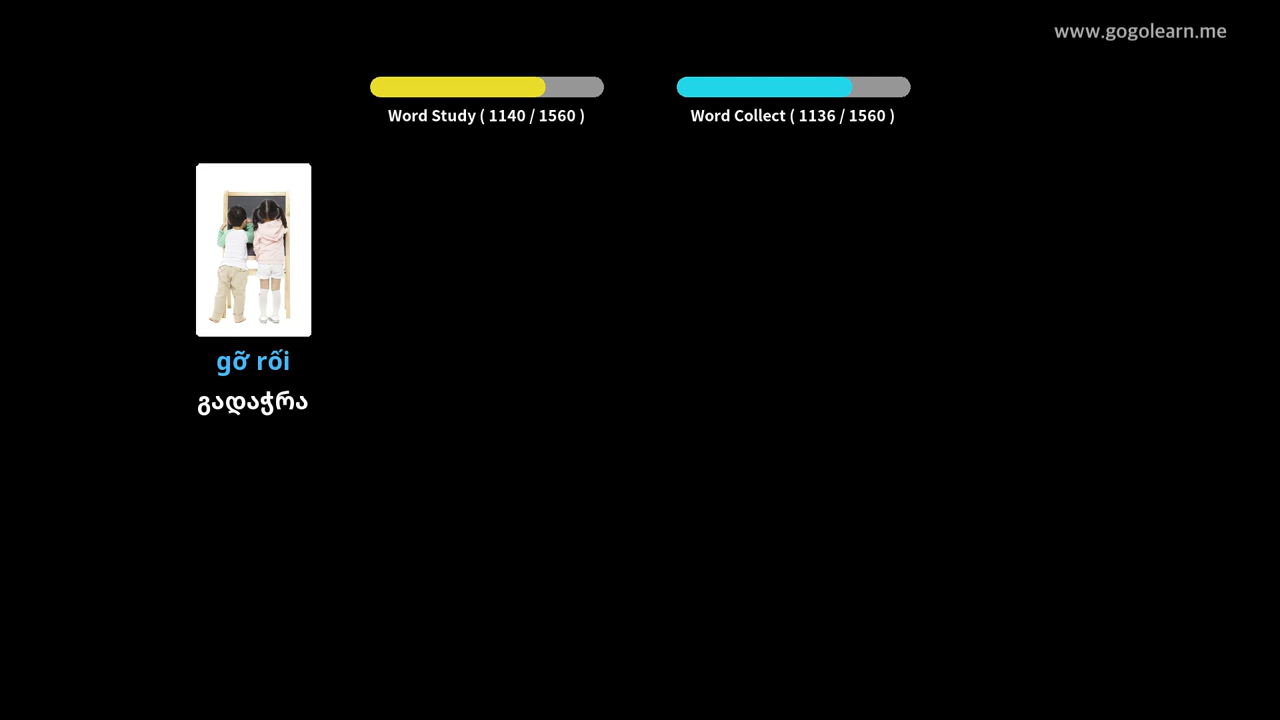 www.gogolearn.me
Word Study ( 1140 / 1560 )
Word Collect ( 1136 / 1560 )
gỡ rối
გადაჭრა